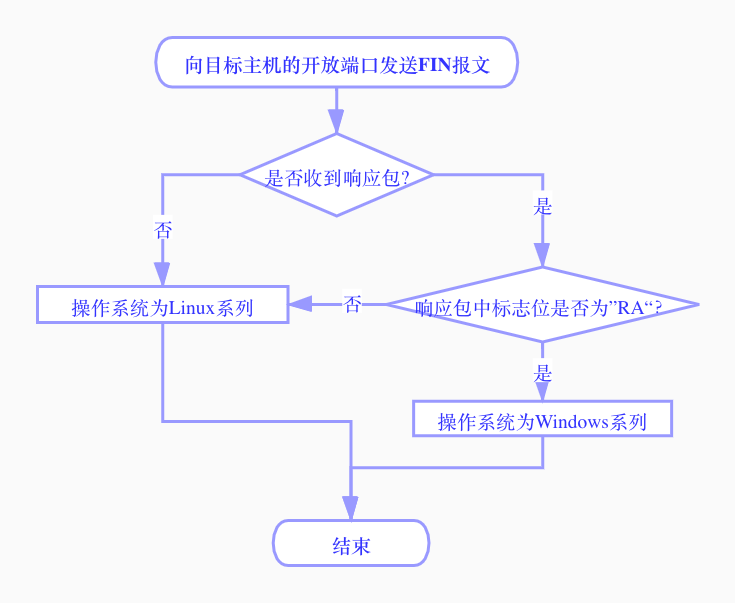 向目标主机的开放端口发送FIN报文
是否收到响应包?
是
否
操作系统为Linux系列
否
响应包中标志位是否为”RA“?
是
操作系统为Windows系列
结束